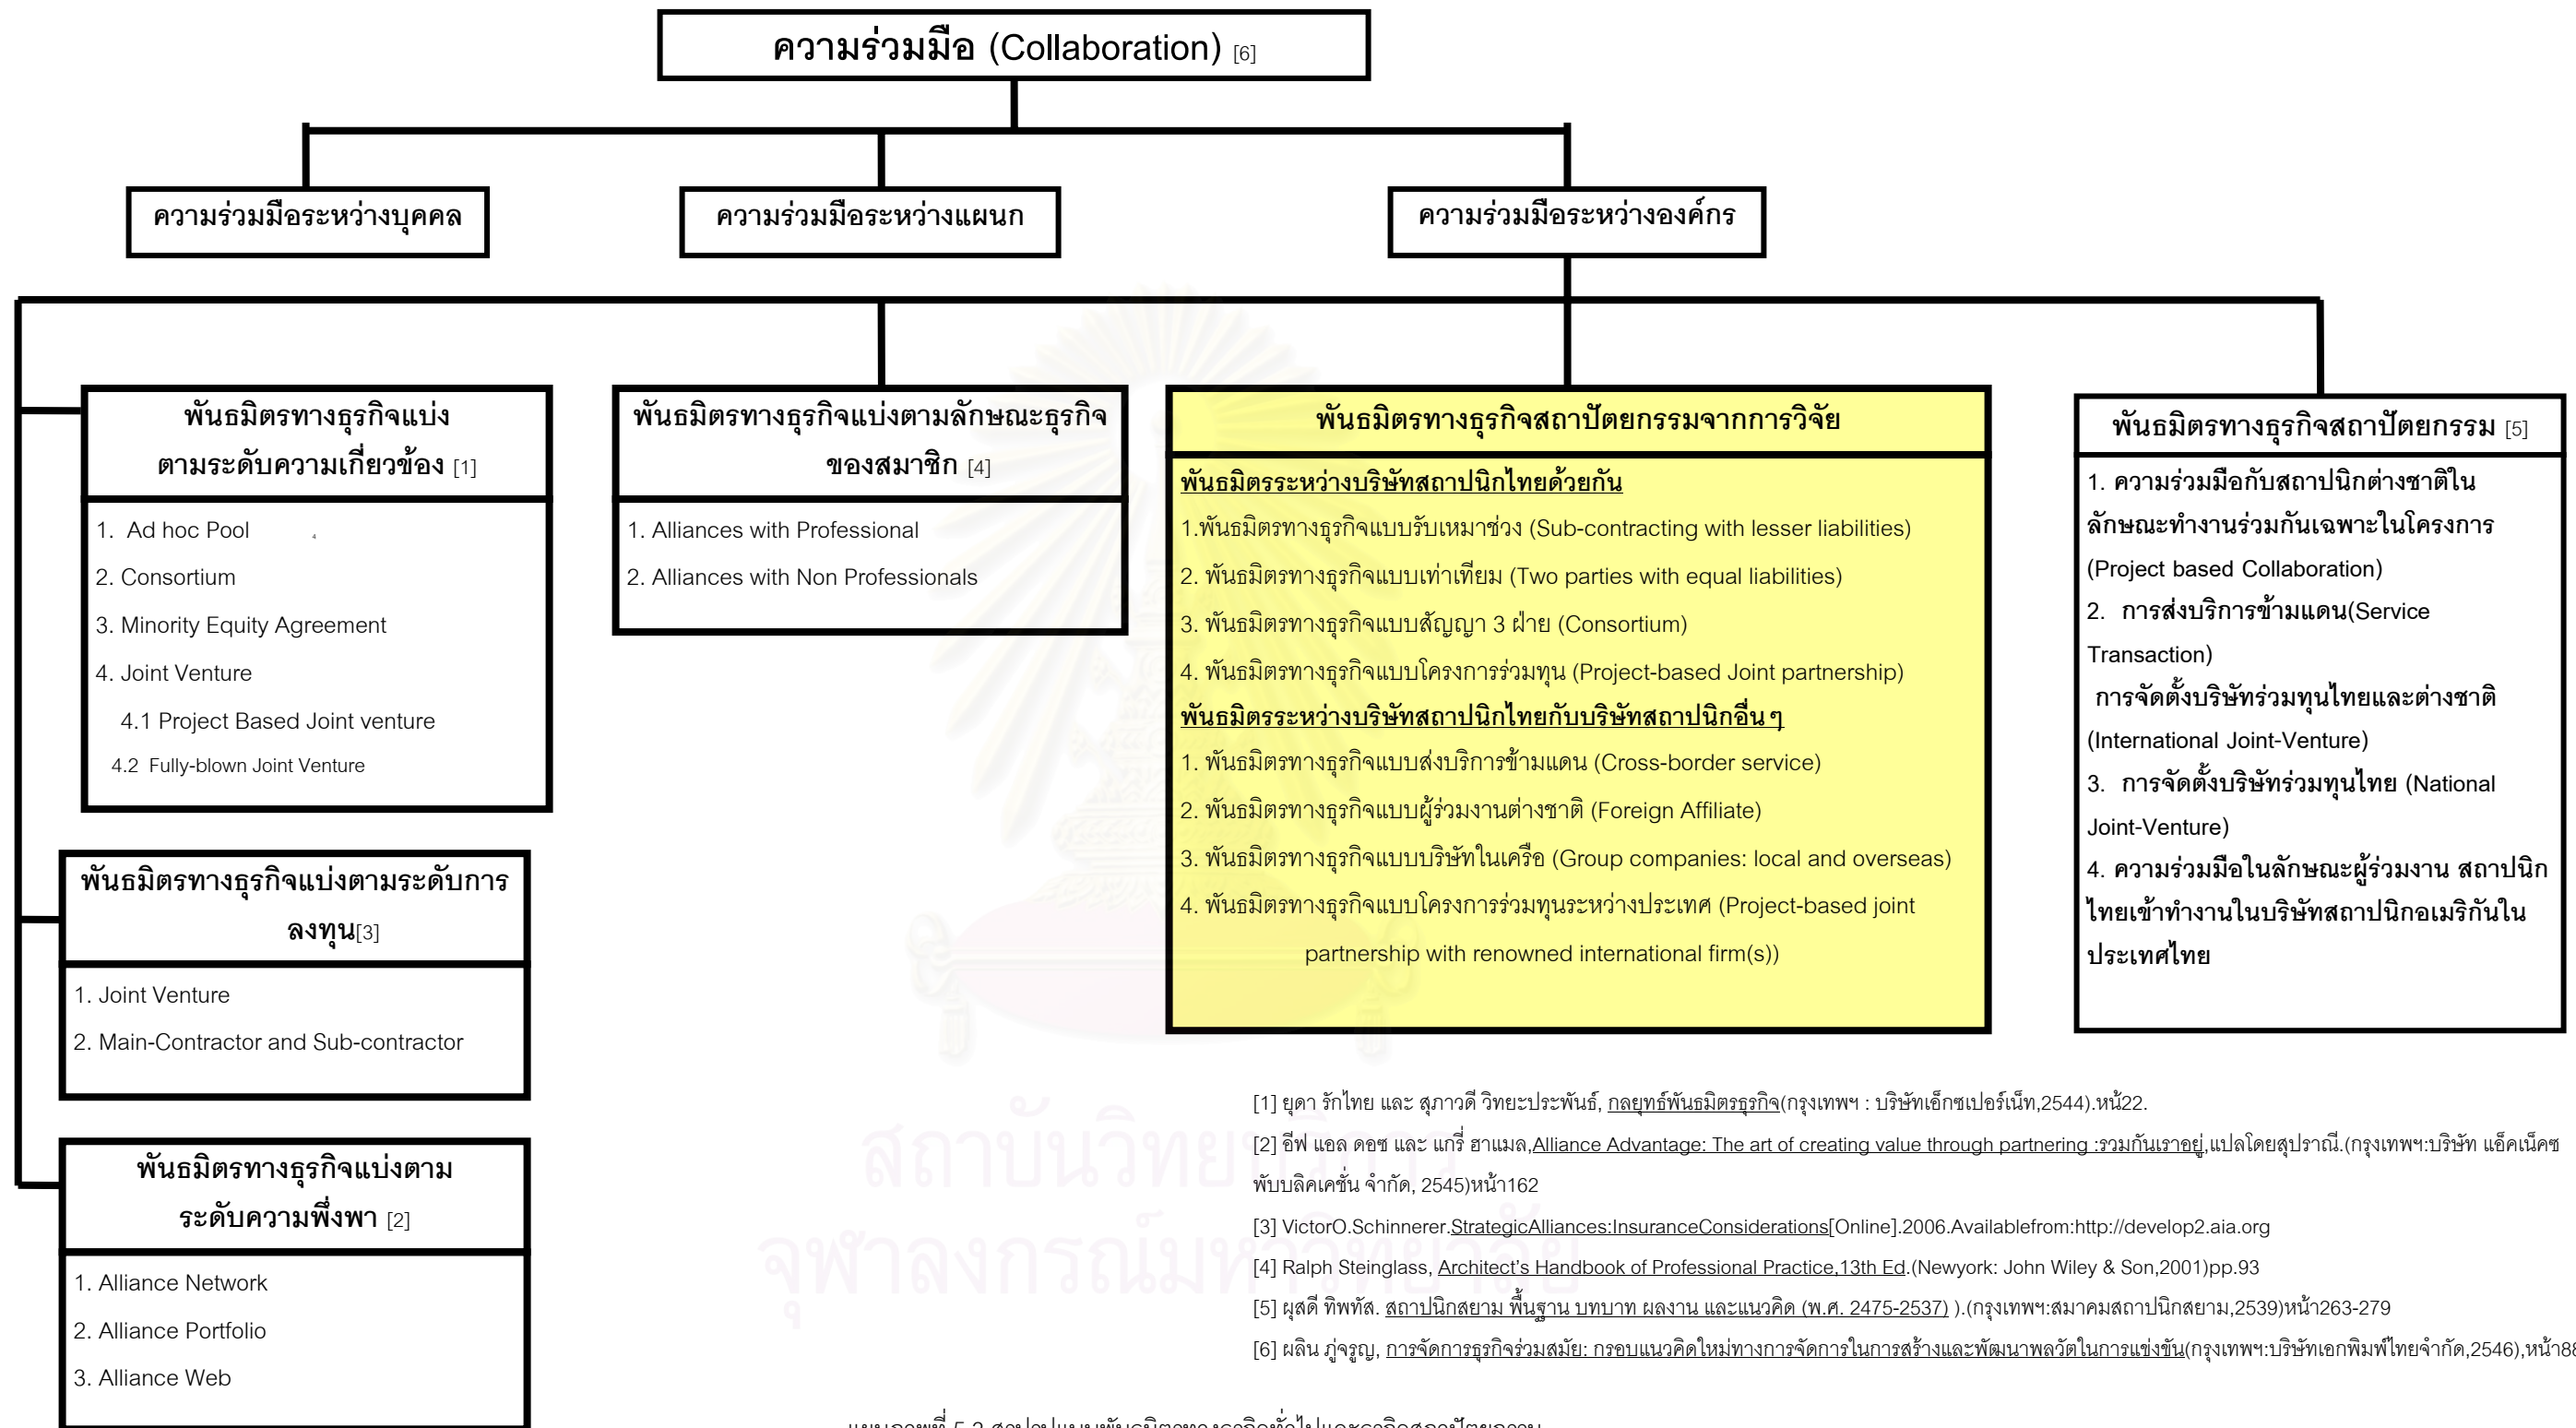 ความร่วมมือ (Collaboration) [6]
ความร่วมมือระหว่างบุคคล
ความร่วมมือระหว่างแผนก
ความร่วมมือระหว่างองค์กร
พันธมิตรทางธุรกิจแบ่ง
ตามระดับความเกี่ยวข้อง [1]
1. Ad hoc Pool
2. Consortium
3. Minority Equity Agreement
4. Joint Venture
4.1 Project Based Joint venture
4.2 Fully-blown Joint Venture
พันธมิตรทางธุรกิจแบ่งตามระดับการ
ลงทุน[3]
1. Joint Venture
2. Main-Contractor and Sub-contractor
พันธมิตรทางธุรกิจแบ่งตาม
ระดับความพึ่งพา [2]
1. Alliance Network
2. Alliance Portfolio
3. Alliance Web
พันธมิตรทางธุรกิจแบ่งตามลักษณะธุรกิจ
ของสมาชิก [4]
1. Alliances with Professional
2. Alliances with Non Professionals
พันธมิตรทางธุรกิจสถาปัตยกรรมจากการวิจัย
พันธมิตรระหว่างบริษัทสถาปนิกไทยด้วยกัน
1.พันธมิตรทางธุรกิจแบบรับเหมาช่วง (Sub-contracting with lesser liabilities)
2. พันธมิตรทางธุรกิจแบบเท่าเทียม (Two parties with equal liabilities)
3. พันธมิตรทางธุรกิจแบบสัญญา 3 ฝ่าย (Consortium)
4. พันธมิตรทางธุรกิจแบบโครงการร่วมทุน (Project-based Joint partnership)
พันธมิตรระหว่างบริษัทสถาปนิกไทยกับบริษัทสถาปนิกอื่นๆ
1. พันธมิตรทางธุรกิจแบบส่งบริการข้ามแดน (Cross-border service)
2. พันธมิตรทางธุรกิจแบบผู้ร่วมงานต่างชาติ (Foreign Affiliate)
3. พันธมิตรทางธุรกิจแบบบริษัทในเครือ (Group companies: local and overseas)
4. พันธมิตรทางธุรกิจแบบโครงการร่วมทุนระหว่างประเทศ (Project-based joint
partnership with renowned international firm(s))
พันธมิตรทางธุรกิจสถาปัตยกรรม [5]
1. ความร่วมมือกับสถาปนิกต่างชาติใน
ลักษณะทำงานร่วมกันเฉพาะในโครงการ
(Project based Collaboration)
2. การส่งบริการข้ามแดน(Service
Transaction)
การจัดตั้งบริษัทร่วมทุนไทยและต่างชาติ
(International Joint-Venture)
3. การจัดตั้งบริษัทร่วมทุนไทย (National
Joint-Venture)
4. ความร่วมมือในลักษณะผู้ร่วมงาน สถาปนิก
ไทยเข้าทำงานในบริษัทสถาปนิกอเมริกันใน
ประเทศไทย
[1] ยุดา รักไทย และ สุภาวดี วิทยะประพันธ์, กลยุทธ์พันธมิตรธุรกิจ(กรุงเทพฯ : บริษัทเอ็กซเปอร์เน็ท,2544).หน้22.
[2] อีฟ แอล ดอซ และ แกรี่ ฮาแมล,Alliance Advantage: The art of creating value through partnering :รวมกันเราอยู่,แปลโดยสุปราณี.(กรุงเทพฯ:บริษัท แอ็คเน็คซ
พับบลิคเคชั่น จำกัด, 2545)หน้า162
[3] VictorO.Schinnerer.StrategicAlliances:InsuranceConsiderations[Online].2006.Availablefrom:http://develop2.aia.org
[4] Ralph Steinglass, Architect's Handbook of Professional Practice,13th Ed.(Newyork: John Wiley & Son,2001)pp.93
[5] ผุสดี ทิพทัส. สถาปนิกสยาม พื้นฐาน บทบาท ผลงาน และแนวคิด (พ.ศ. 2475-2537) ).(กรุงเทพฯ:สมาคมสถาปนิกสยาม,2539)หน้า263-279
[6] ผลิน ภู่จรูญ, การจัดการธุรกิจร่วมสมัย: กรอบแนวคิดใหม่ทางการจัดการในการสร้างและพัฒนาพลวัตในการแข่งขัน(กรุงเทพฯ:บริษัทเอกพิมพ์ไทยจำกัด,2546),หน้า88
สถาบันวิทยบริการ
จุฬาลงกรณ์มหาวิทยาลัย